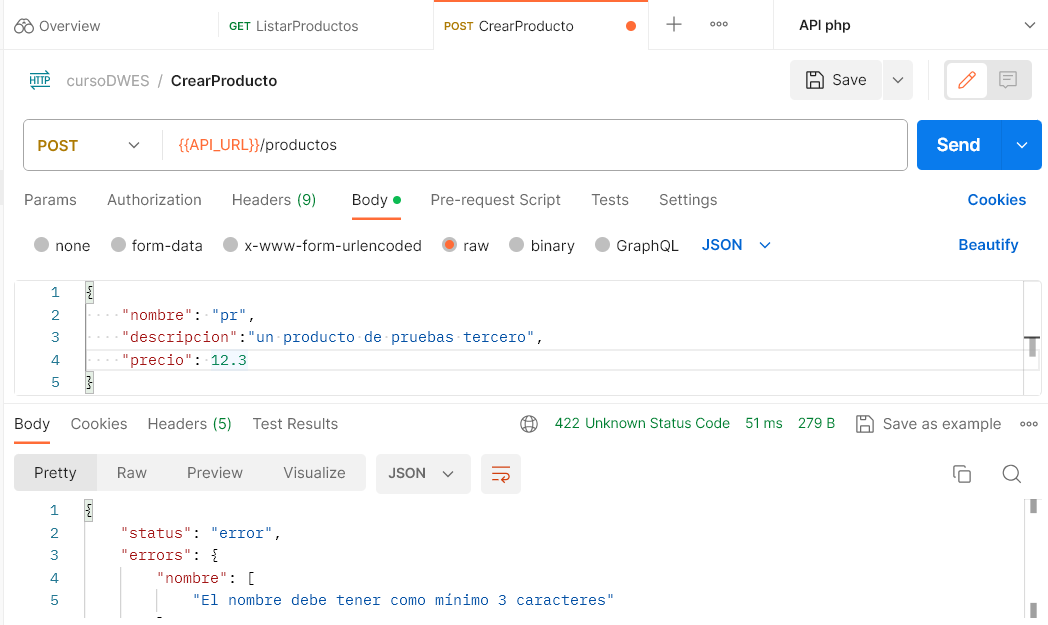 Overview
GET ListarProductos
POST CrearProducto
API php
HTTP cursoDWES / CrearProducto
Save
POST {{API_URL}}/productos
Send
Params Authorization Headers (9) Body Pre-request Script Tests Settings Cookies
none form-data x-www-form-urlencoded raw binary GraphQL JSON Beautify
1 {
2 "nombre": "pr",
3 "descripcion":"un producto de pruebas tercero",
4 "precio": 12.3
5 }
Body Cookies Headers (5) Test Results 422 Unknown Status Code 51 ms 279 B Save as example
Pretty Raw Preview Visualize JSON
1 {
2 "status": "error",
3 "errors": {
4 "nombre": [
5 "El nombre debe tener como mínimo 3 caracteres"